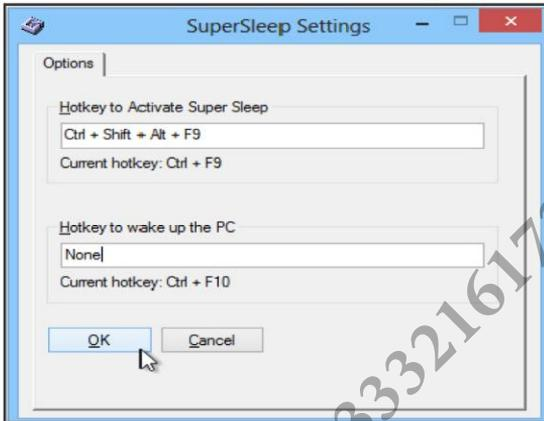 SuperSleep Settings
Options
Hotkey to Activate Super Sleep
Ctrl + Shift + Alt + F9
Current hotkey: Ctrl + F9
Hotkey to wake up the PC
None
Current hotkey: Ctrl + F10
OK Cancel